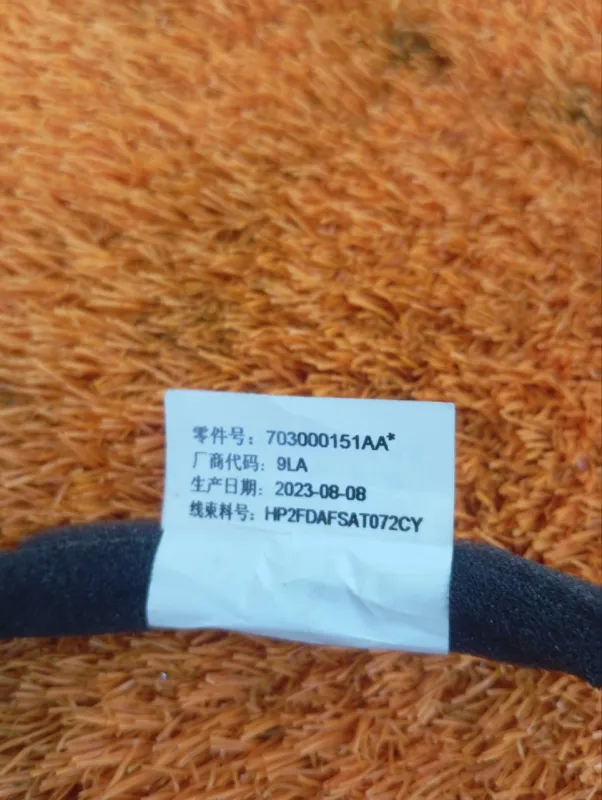 零件号：703000151AA*
厂商代码：9LA
生产日期：2023-08-08
线束料号：HP2FDAFSAT072CY